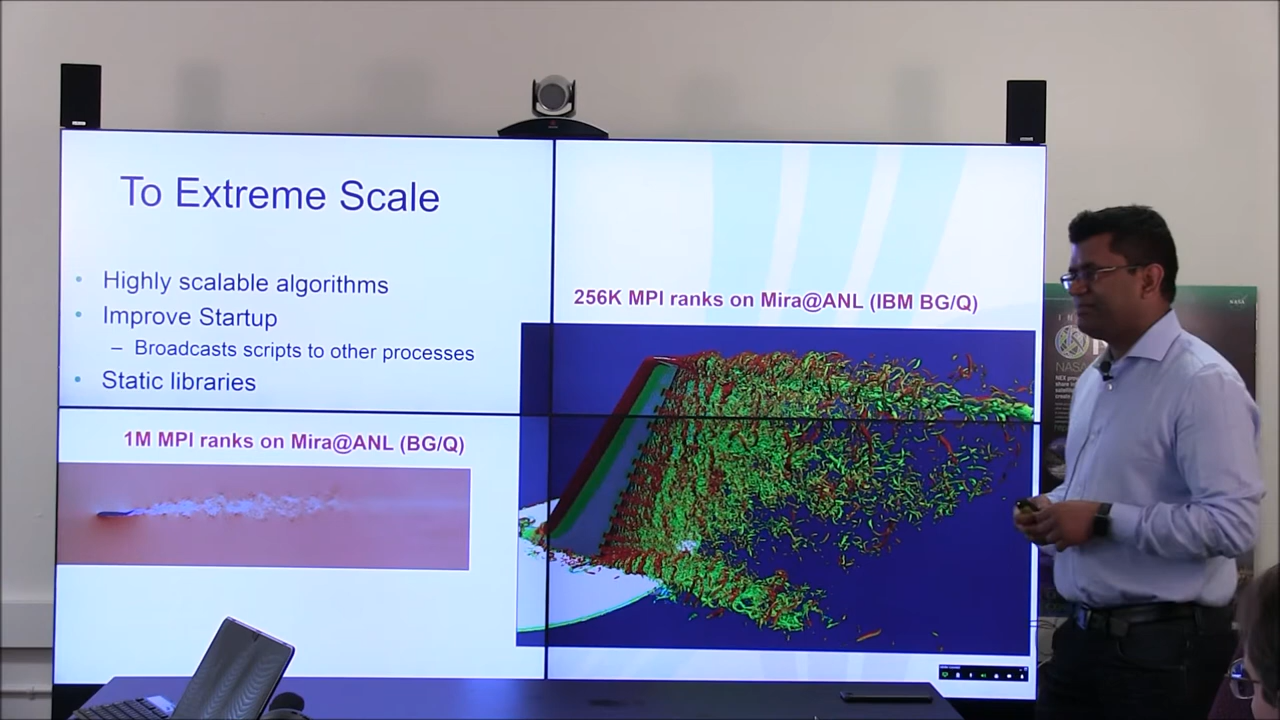 To Extreme Scale
• Highly scalable algorithms
• Improve Startup
– Broadcasts scripts to other processes
• Static libraries
256K MPI ranks on Mira@ANL (IBM BG/Q)
1M MPI ranks on Mira@ANL (BG/Q)